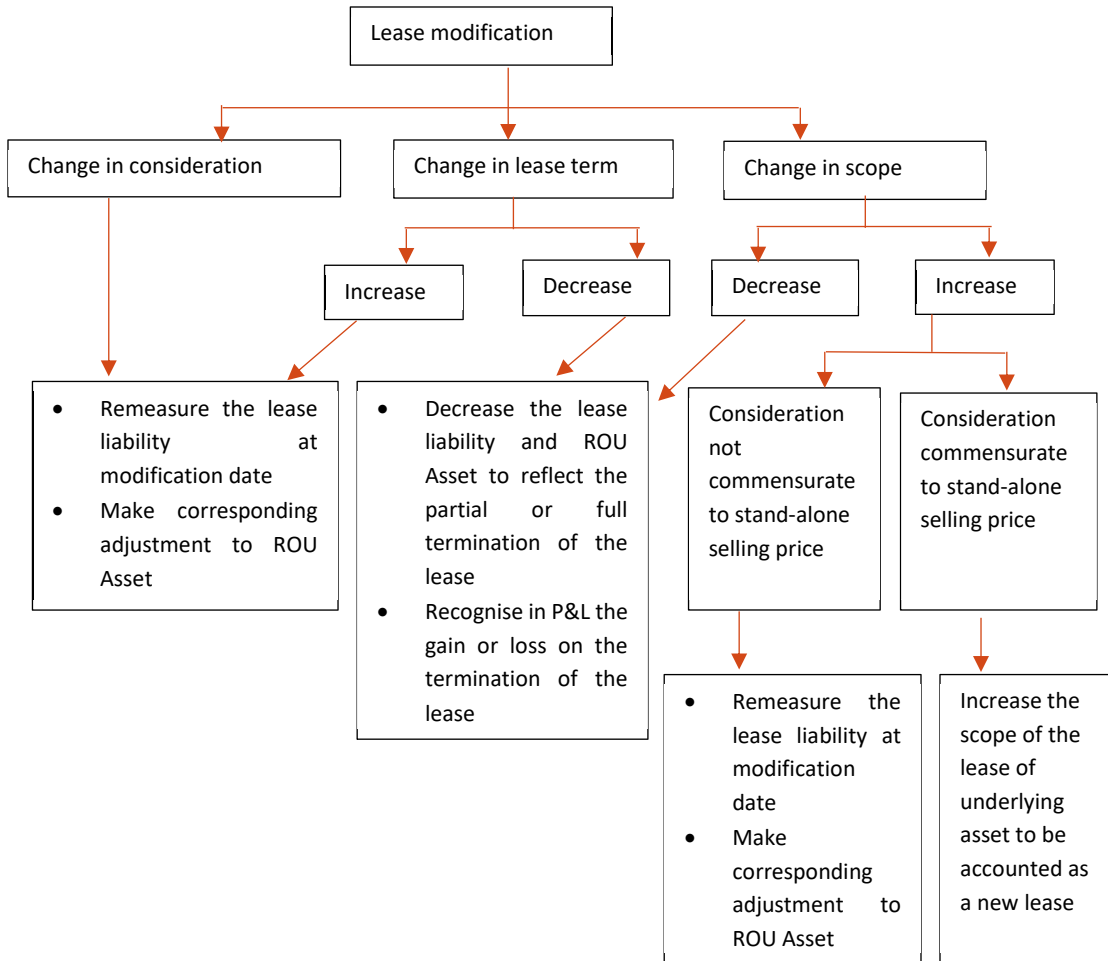 Lease modification
Change in consideration
Change in lease term
Change in scope
Increase
Decrease
Decrease
Increase
• Remeasure the lease
liability at
modification date
• Make corresponding
adjustment to ROU
Asset
• Decrease the lease
liability and ROU
Asset to reflect the
partial or full
termination of the
lease
• Recognise in P&L the
gain or loss on the
termination of the
lease
Consideration
not
commensurate
to stand-alone
selling price
Consideration
commensurate
to stand-alone
selling price
• Remeasure the
lease liability at
modification
date
• Make
corresponding
adjustment to
ROU Asset
Increase the
scope of the
lease of
underlying
asset to be
accounted as
a new lease